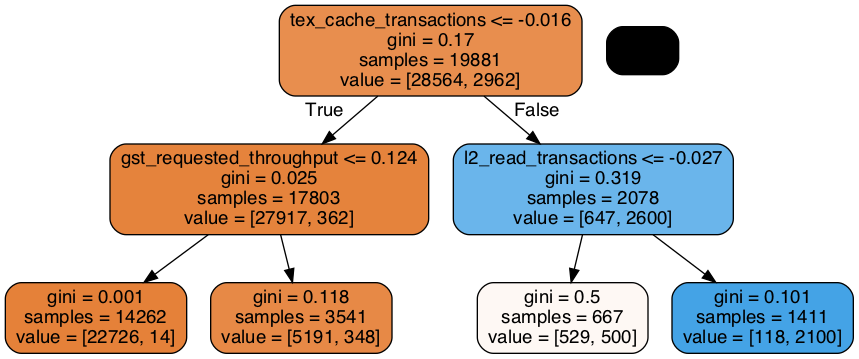 tex_cache_transactions <= -0.016
gini = 0.17
samples = 19881
value = [28564, 2962]
True
False
gst_requested_throughput <= 0.124
gini = 0.025
samples = 17803
value = [27917, 362]
l2_read_transactions <= -0.027
gini = 0.319
samples = 2078
value = [647, 2600]
gini = 0.001
samples = 14262
value = [22726, 14]
gini = 0.118
samples = 3541
value = [5191, 348]
gini = 0.5
samples = 667
value = [529, 500]
gini = 0.101
samples = 1411
value = [118, 2100]